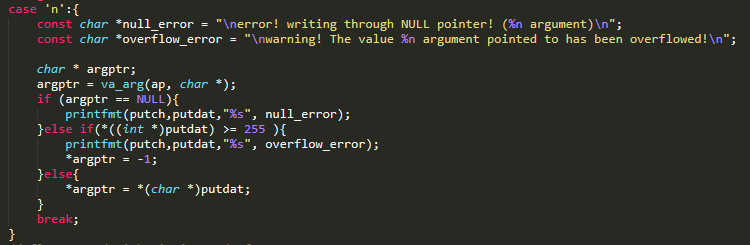 case 'n':{
const char *null_error = "\nerror! writing through NULL pointer! (%n argument)\n";
const char *overflow_error = "\nwarning! The value %n argument pointed to has been overflowed!\n";
char * argptr;
argptr = va_arg(ap, char *);
if (argptr == NULL){
printfmt(putch,putdat,"%s", null_error);
}else if(*((int *)putdat) >= 255 ){
printfmt(putch,putdat,"%s", overflow_error);
*argptr = -1;
}else{
*argptr = *(char *)putdat;
}
break;
}